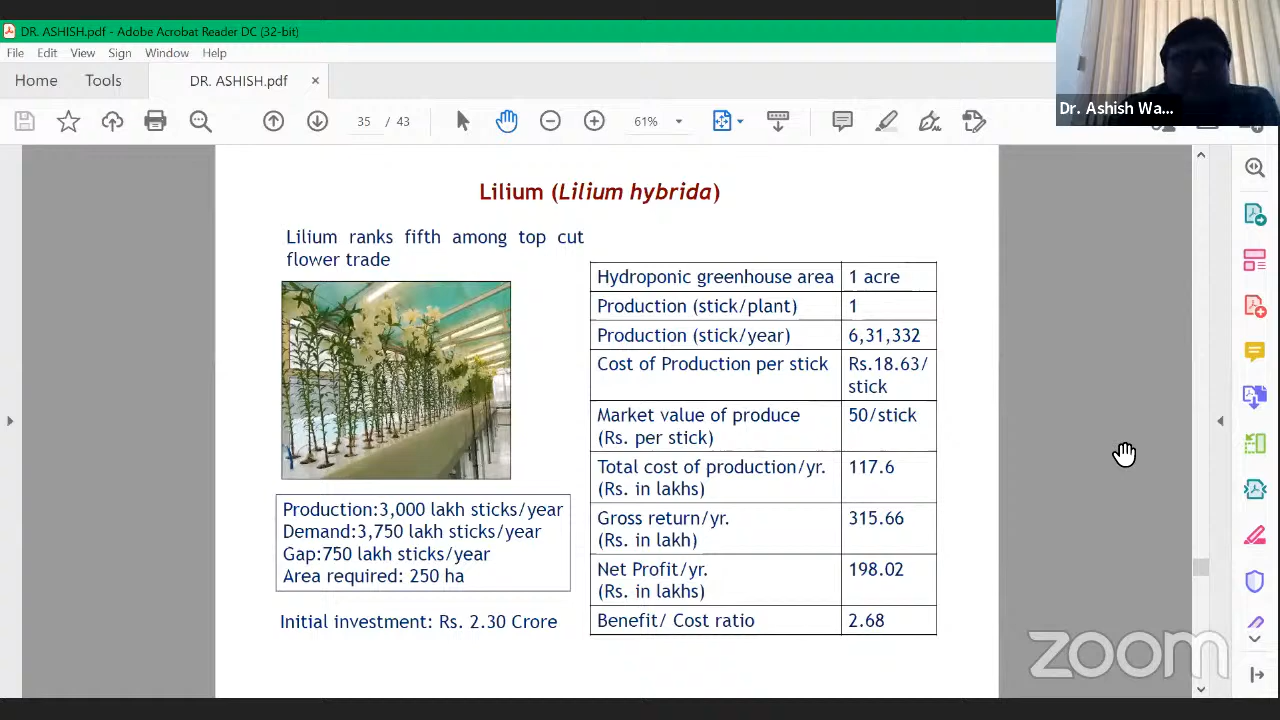 DR. ASHISH.pdf - Adobe Acrobat Reader DC (32-bit)
File Edit View Sign Window Help
Home Tools DR. ASHISH.pdf ×
35 / 43 61%
Dr. Ashish Wa...
Lilium (Lilium hybrida)
Lilium ranks fifth among top cut
flower trade
Production:3,000 lakh sticks/year
Demand:3,750 lakh sticks/year
Gap:750 lakh sticks/year
Area required: 250 ha
Initial investment: Rs. 2.30 Crore
Hydroponic greenhouse area 1 acre
Production (stick/plant) 1
Production (stick/year) 6,31,332
Cost of Production per stick Rs.18.63/
stick
Market value of produce 50/stick
(Rs. per stick)
Total cost of production/yr. 117.6
(Rs. in lakhs)
Gross return/yr. 315.66
(Rs. in lakh)
Net Profit/yr. 198.02
(Rs. in lakhs)
Benefit/ Cost ratio 2.68
zoom